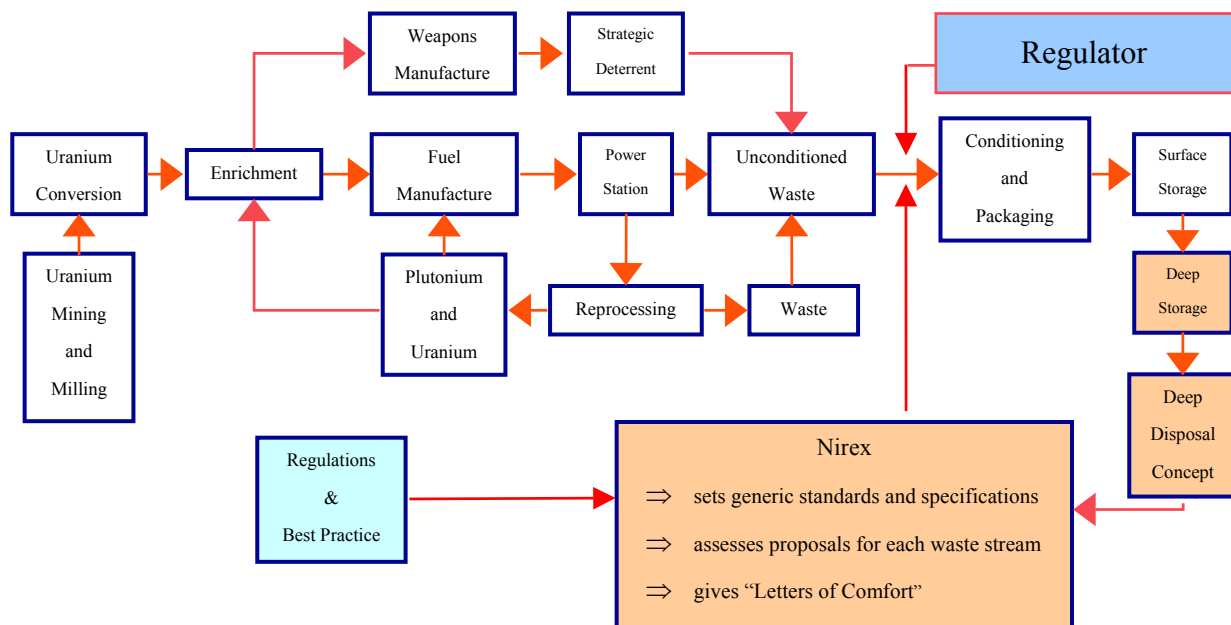 Weapons
Manufacture
Strategic
Deterrent
Regulator
Uranium
Conversion
Enrichment
Fuel
Manufacture
Power
Station
Unconditioned
Waste
Conditioning
and
Packaging
Surface
Storage
Uranium
Mining
and
Milling
Plutonium
and
Uranium
Reprocessing
Waste
Deep
Storage
Deep
Disposal
Concept
Regulations
&
Best Practice
Nirex
⇒ sets generic standards and specifications
⇒ assesses proposals for each waste stream
⇒ gives “Letters of Comfort”